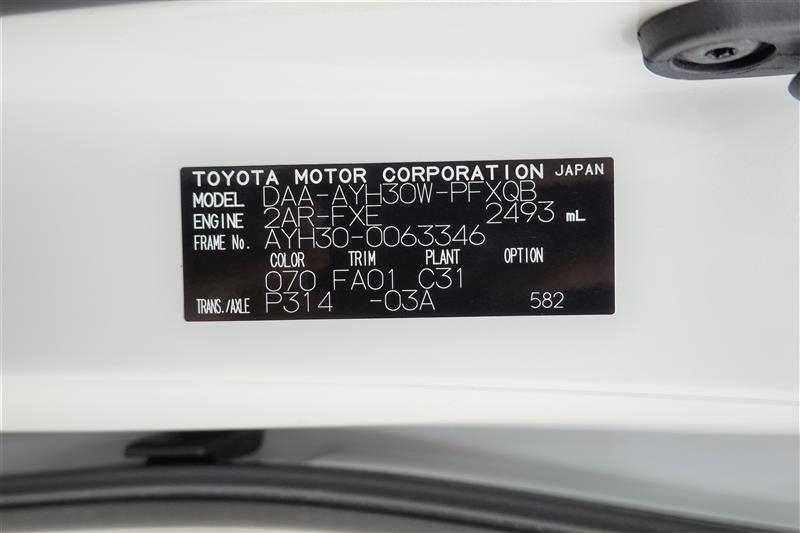 TOYOTA MOTOR CORPORATION JAPAN
MODEL DAA-AYH30W-PFXQB
ENGINE 2AR-FXE 2493 mL
FRAME No. AYH30-0063346
COLOR TRIM PLANT OPTION
070 FA01 C31
TRANS./AXLE P314 -03A 582